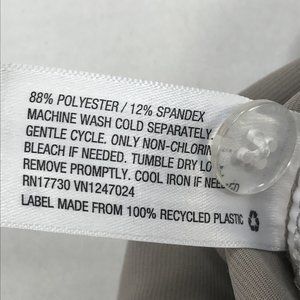 88% POLYESTER / 12% SPANDEX
MACHINE WASH COLD SEPARATELY.
GENTLE CYCLE. ONLY NON-CHLORIN
BLEACH IF NEEDED. TUMBLE DRY LO
REMOVE PROMPTLY. COOL IRON IF NEE
RN17730 VN1247024
LABEL MADE FROM 100% RECYCLED PLASTIC